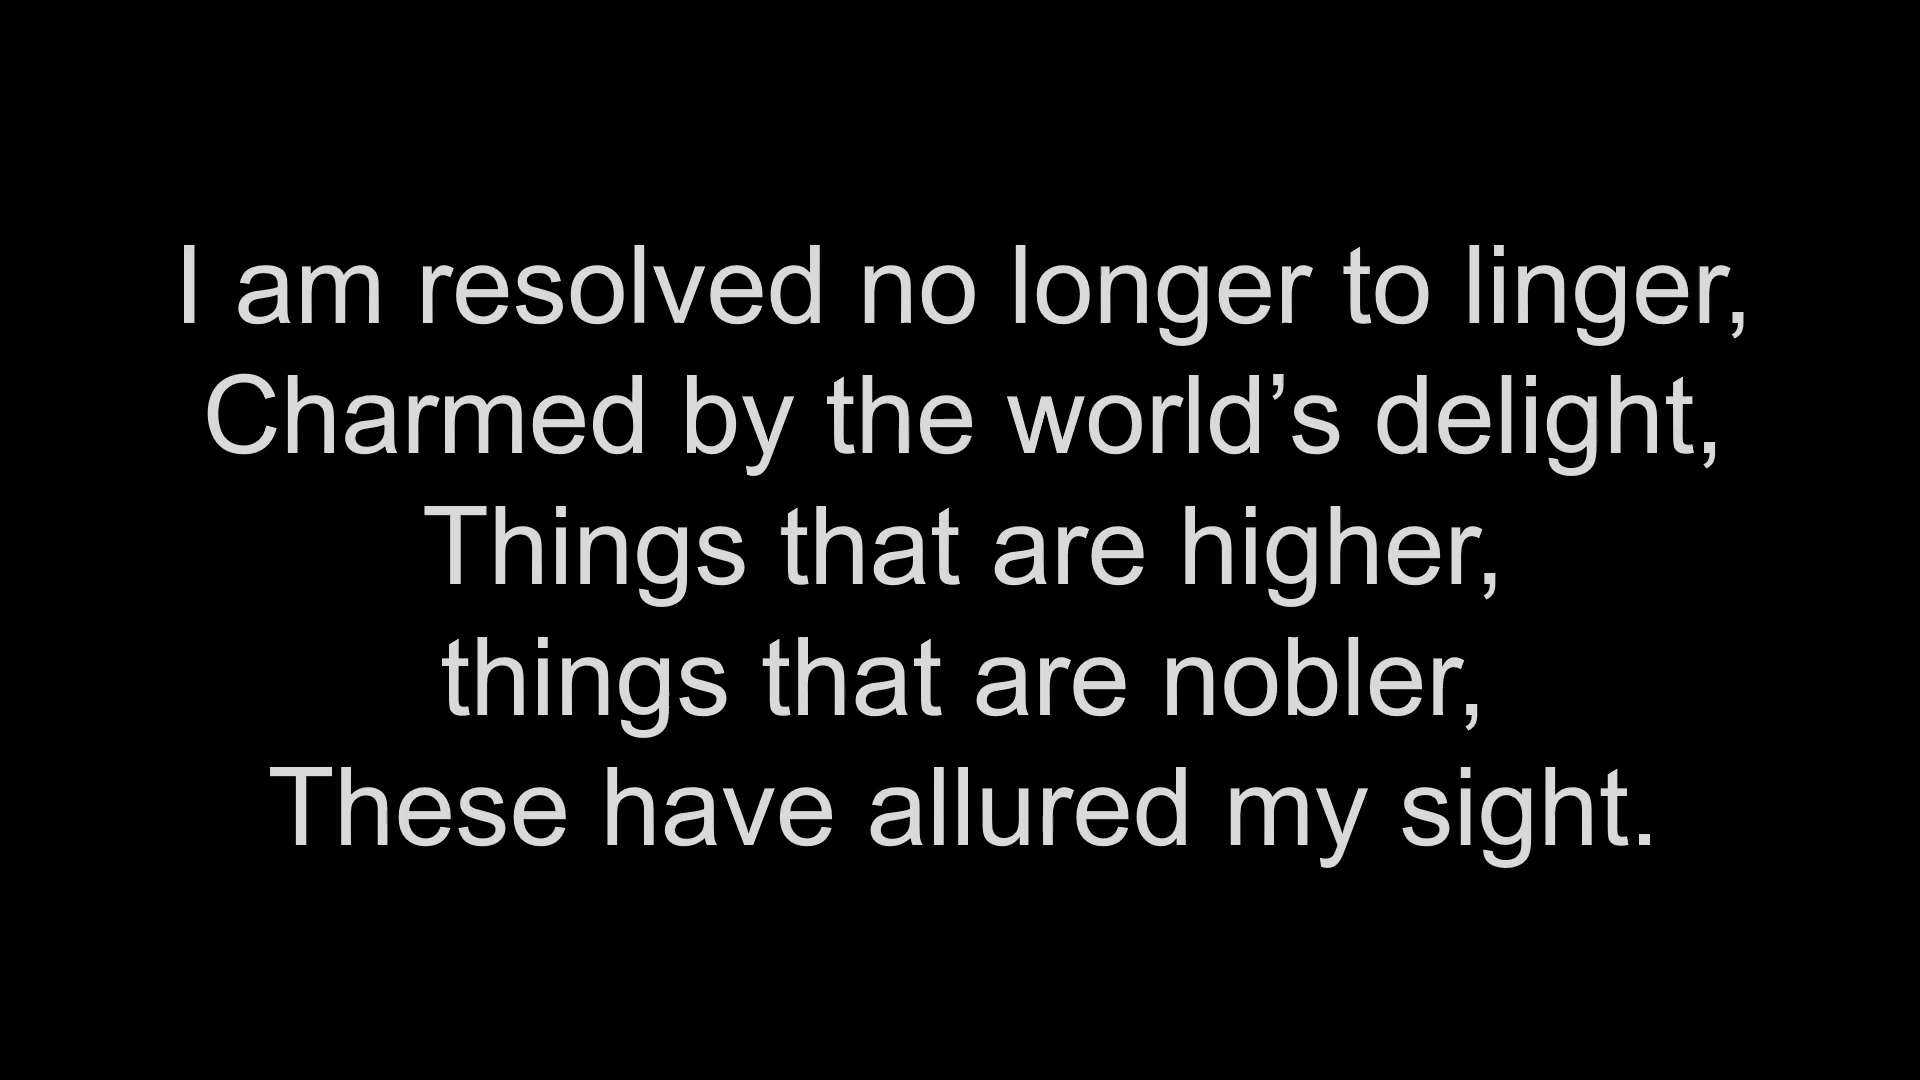 I am resolved no longer to linger,
Charmed by the world’s delight,
Things that are higher,
things that are nobler,
These have allured my sight.